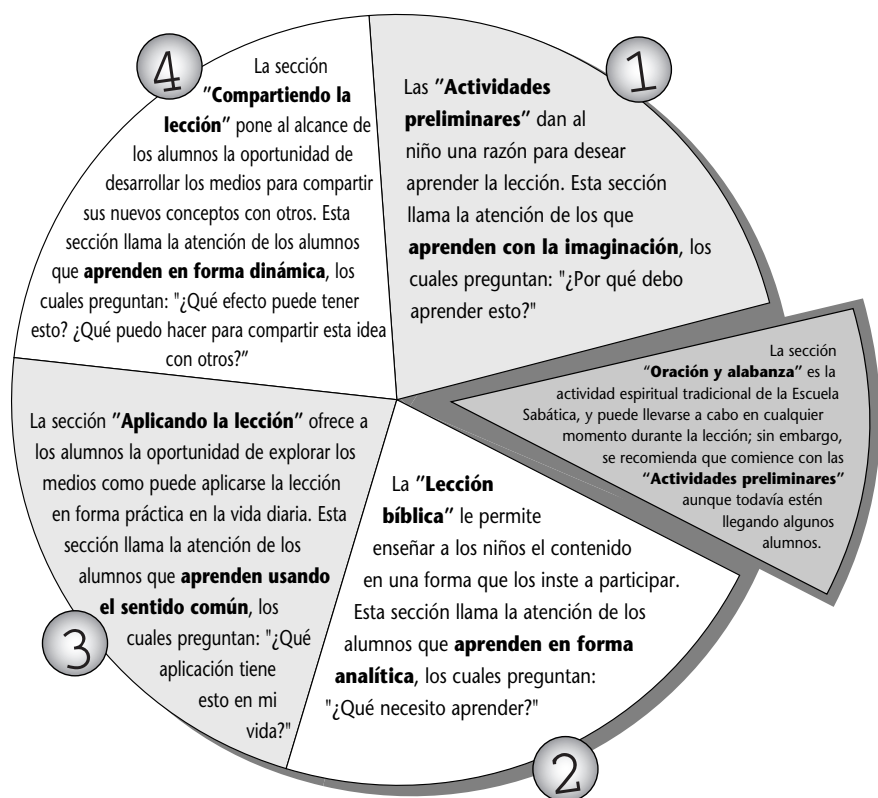 1
Las "Actividades
preliminares" dan al
niño una razón para desear
aprender la lección. Esta sección
llama la atención de los que
aprenden con la imaginación, los
cuales preguntan: "¿Por qué debo
aprender esto?"
La sección
"Oración y alabanza" es la
actividad espiritual tradicional de la Escuela
Sabática, y puede llevarse a cabo en cualquier
momento durante la lección; sin embargo,
se recomienda que comience con las
"Actividades preliminares"
aunque todavía estén
llegando algunos
alumnos.
2
La "Lección
bíblica" le permite
enseñar a los niños el contenido
en una forma que los inste a participar.
Esta sección llama la atención de los
alumnos que aprenden en forma
analítica, los cuales preguntan:
"¿Qué necesito aprender?"
3
La sección "Aplicando la lección" ofrece a
los alumnos la oportunidad de explorar los
medios como puede aplicarse la lección
en forma práctica en la vida diaria. Esta
sección llama la atención de los
alumnos que aprenden usando
el sentido común, los
cuales preguntan: "¿Qué
aplicación tiene
esto en mi
vida?"
4
La sección
"Compartiendo la
lección" pone al alcance de
los alumnos la oportunidad de
desarrollar los medios para compartir
sus nuevos conceptos con otros. Esta
sección llama la atención de los alumnos
que aprenden en forma dinámica, los
cuales preguntan: "¿Qué efecto puede tener
esto? ¿Qué puedo hacer para compartir esta idea
con otros?"